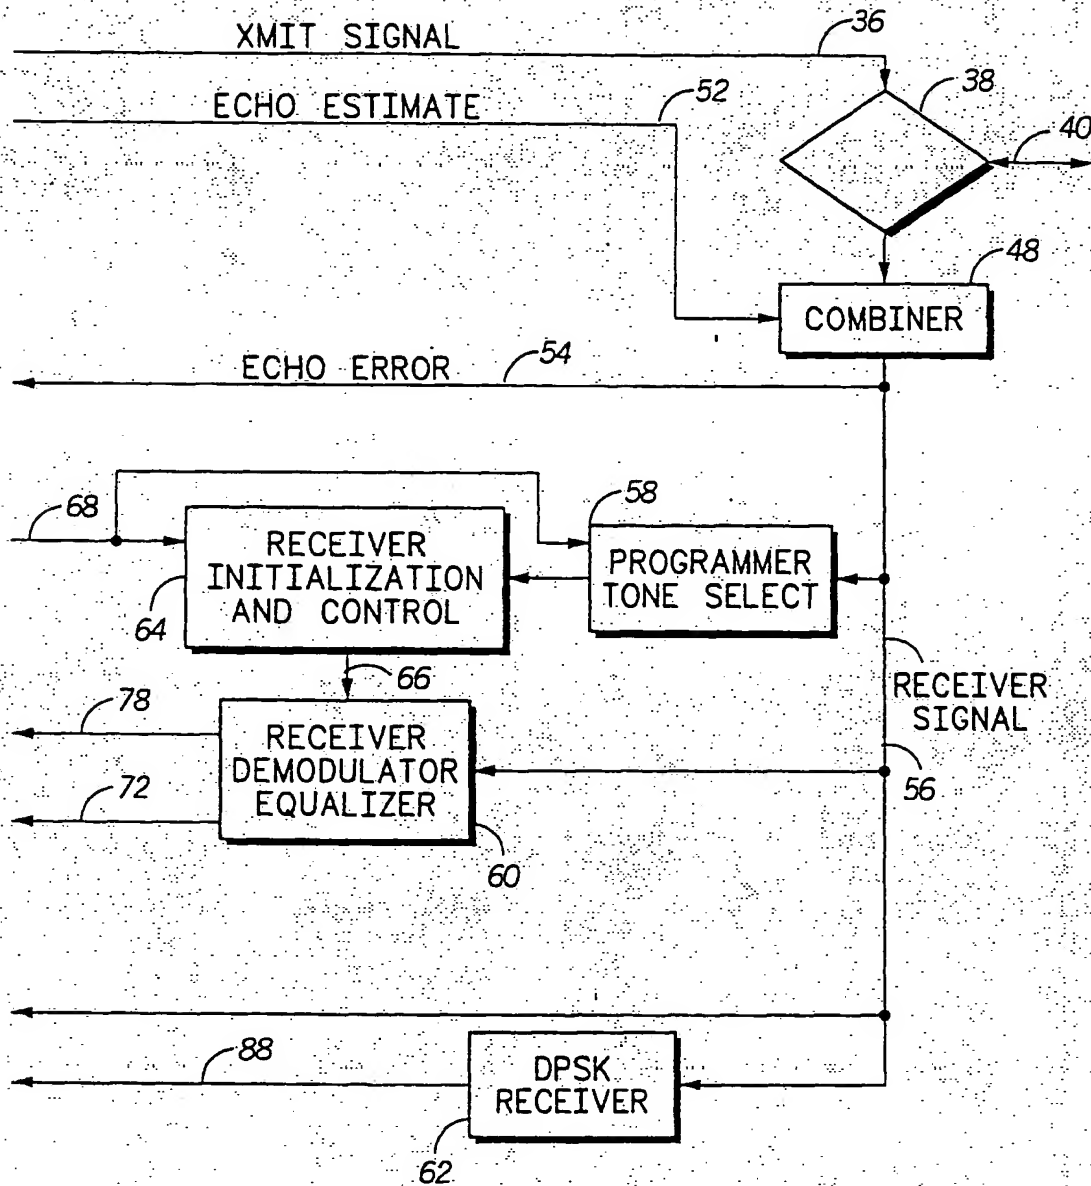 XMIT SIGNAL
36
ECHO ESTIMATE
52
38
40
48
COMBINER
ECHO ERROR
54
68
58
RECEIVER
INITIALIZATION
AND CONTROL
PROGRAMMER
TONE SELECT
64
66
RECEIVER
SIGNAL
78
RECEIVER
DEMODULATOR
EQUALIZER
72
56
60
88
DPSK
RECEIVER
62